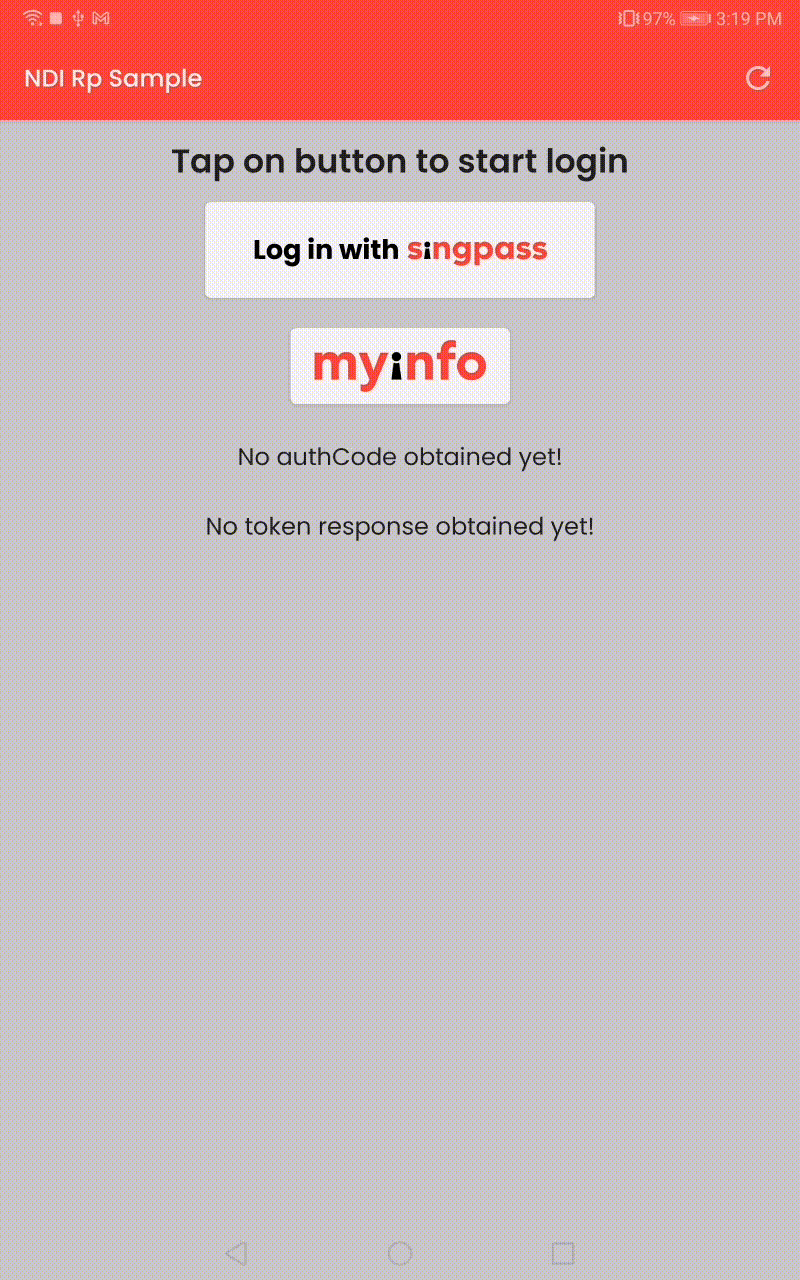 97% 3:19 PM
NDI Rp Sample
Tap on button to start login
Log in with singpass
myinfo
No authCode obtained yet!
No token response obtained yet!